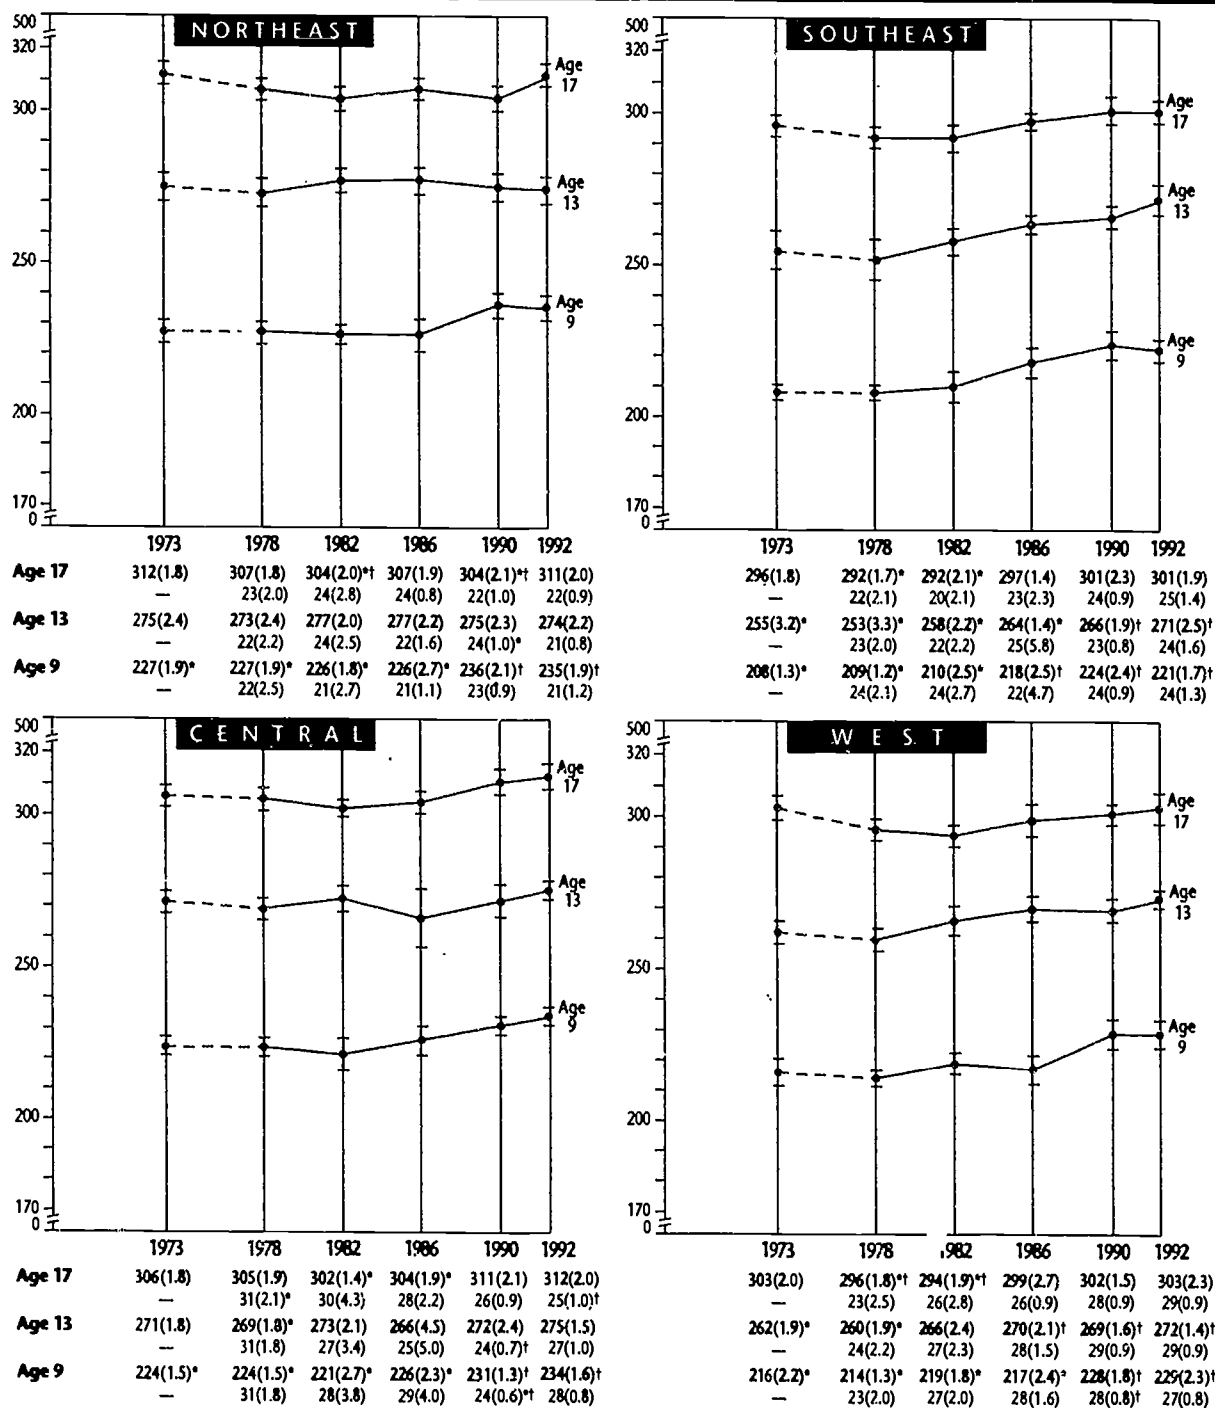 NORTHEAST
500
320
300
250
200
170
0
Age 17
Age 13
Age 9
1973 1978 1982 1986 1990 1992
Age 17 312(1.8) 307(1.8) 304(2.0)*† 307(1.9) 304(2.1)*† 311(2.0)
— 23(2.0) 24(2.8) 24(0.8) 22(1.0) 22(0.9)
Age 13 275(2.4) 273(2.4) 277(2.0) 277(2.2) 275(2.3) 274(2.2)
— 22(2.2) 24(2.5) 22(1.6) 24(1.0)* 21(0.8)
Age 9 227(1.9)* 227(1.9)* 226(1.8)* 226(2.7)* 236(2.1)† 235(1.9)†
— 22(2.5) 21(2.7) 21(1.1) 23(0.9) 21(1.2)
SOUTHEAST
500
320
300
250
200
170
0
Age 17
Age 13
Age 9
1973 1978 1982 1986 1990 1992
296(1.8) 292(1.7)* 292(2.1)* 297(1.4) 301(2.3) 301(1.9)
— 22(2.1) 20(2.1) 23(2.3) 24(0.9) 25(1.4)
255(3.2)* 253(3.3)* 258(2.2)* 264(1.4)* 266(1.9)† 271(2.5)†
— 23(2.0) 22(2.2) 25(5.8) 23(0.8) 24(1.6)
208(1.3)* 209(1.2)* 210(2.5)* 218(2.5)† 224(2.4)† 221(1.7)†
— 24(2.1) 24(2.7) 22(4.7) 24(0.9) 24(1.3)
CENTRAL
500
320
300
250
200
170
0
Age 17
Age 13
Age 9
1973 1978 1982 1986 1990 1992
Age 17 306(1.8) 305(1.9) 302(1.4)* 304(1.9)* 311(2.1) 312(2.0)
— 31(2.1)* 30(4.3) 28(2.2) 26(0.9) 25(1.0)†
Age 13 271(1.8) 269(1.8)* 273(2.1) 266(4.5) 272(2.4) 275(1.5)
— 31(1.8) 27(3.4) 25(5.0) 24(0.7)† 27(1.0)
Age 9 224(1.5)* 224(1.5)* 221(2.7)* 226(2.3)* 231(1.3)† 234(1.6)†
— 31(1.8) 28(3.8) 29(4.0) 24(0.6)*† 28(0.8)
WEST
500
320
300
250
200
170
0
Age 17
Age 13
Age 9
1973 1978 1982 1986 1990 1992
303(2.0) 296(1.8)*† 294(1.9)*† 299(2.7) 302(1.5) 303(2.3)
— 23(2.5) 26(2.8) 26(0.9) 28(0.9) 29(0.9)
262(1.9)* 260(1.9)* 266(2.4) 270(2.1)† 269(1.6)† 272(1.4)†
— 24(2.2) 27(2.3) 28(1.5) 29(0.9) 29(0.9)
216(2.2)* 214(1.3)* 219(1.8)* 217(2.4)* 228(1.8)† 229(2.3)†
— 23(2.0) 27(2.0) 28(1.6) 28(0.8)† 27(0.8)